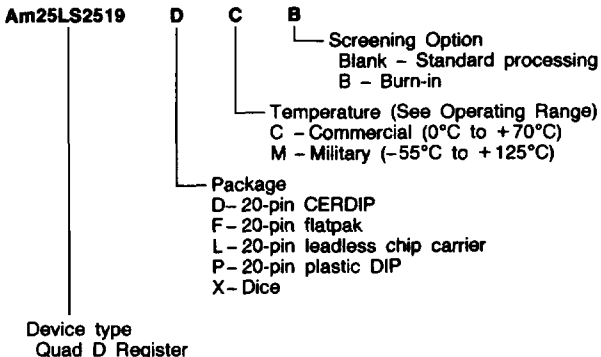 Am25LS2519 D C B
Screening Option
Blank – Standard processing
B – Burn-in
Temperature (See Operating Range)
C – Commercial (0°C to +70°C)
M – Military (–55°C to +125°C)
Package
D– 20-pin CERDIP
F – 20-pin flatpak
L – 20-pin leadless chip carrier
P – 20-pin plastic DIP
X– Dice
Device type
Quad D Register